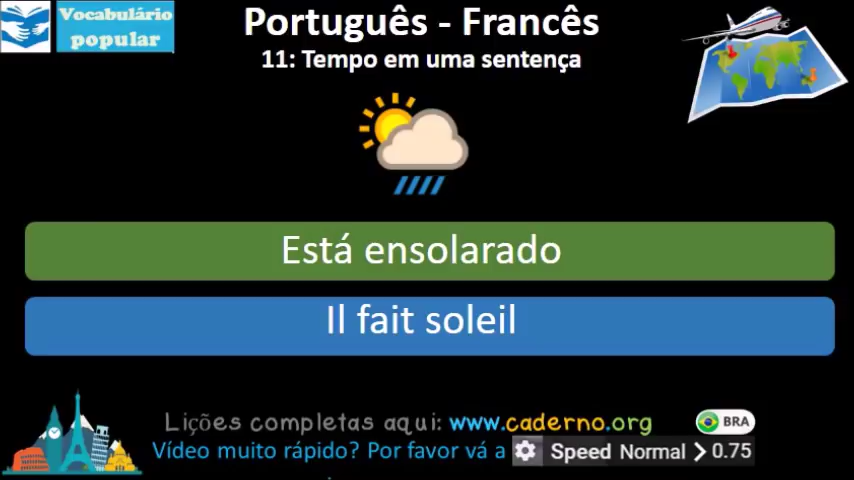 Vocabulário
popular
Português - Francês
11: Tempo em uma sentença
Está ensolarado
Il fait soleil
Lições completas aqui: www.caderno.org
BRA
Vídeo muito rápido? Por favor vá a Speed Normal > 0.75